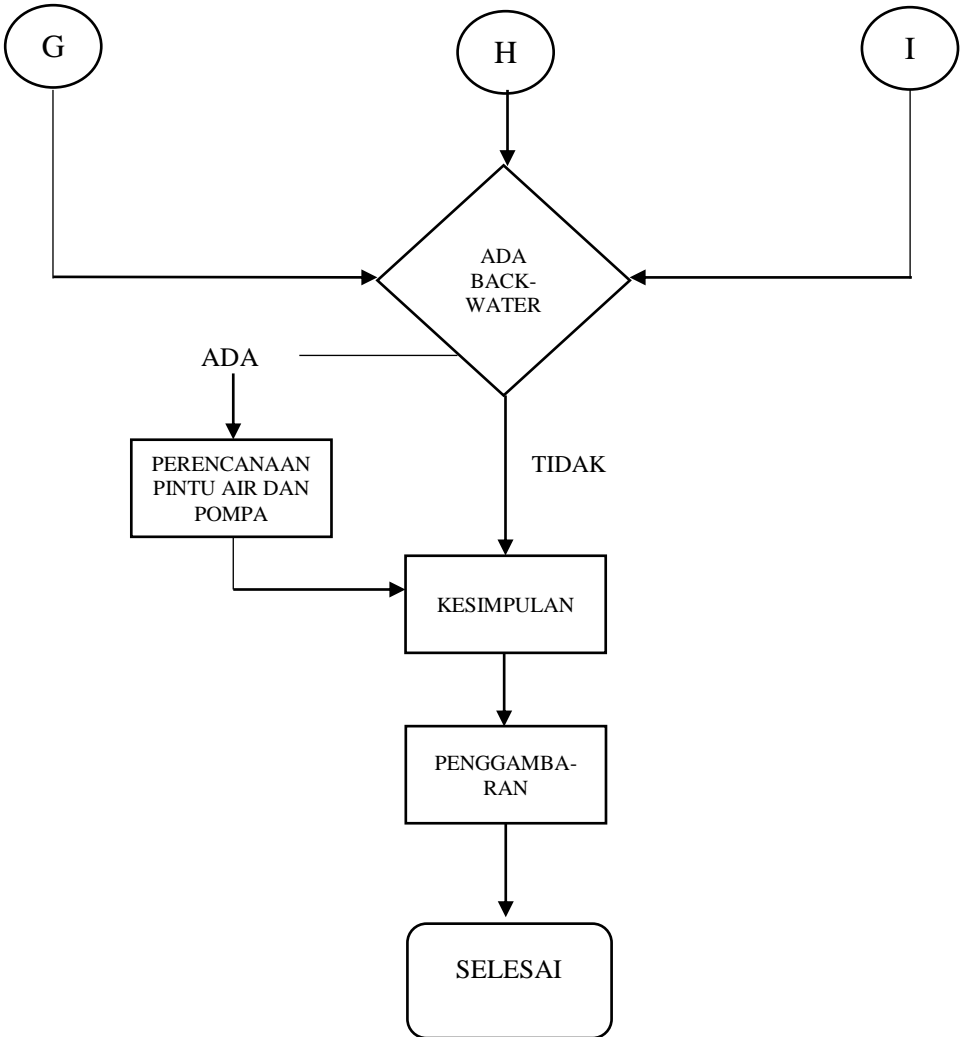 G
H
I
ADA
BACK-
WATER
ADA
TIDAK
PERENCANAAN
PINTU AIR DAN
POMPA
KESIMPULAN
PENGGAMBA-
RAN
SELESAI